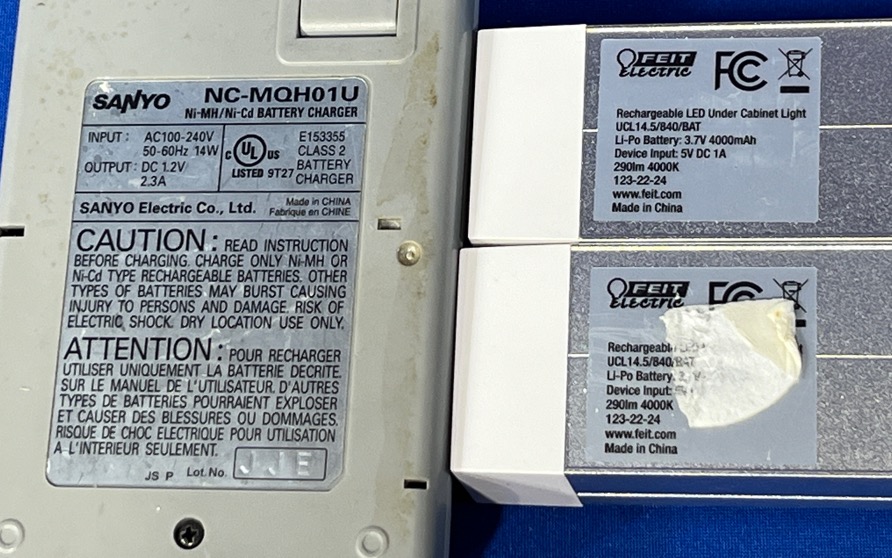 SANYO NC-MQH01U
Ni-MH/Ni-Cd BATTERY CHARGER
INPUT: AC100-240V
50-60Hz 14W
OUTPUT: DC 1.2V
2.3A
C UL US
LISTED 9T27
E153355
CLASS 2
BATTERY
CHARGER
SANYO Electric Co., Ltd.
Made in CHINA
Fabrique en CHINE
CAUTION: READ INSTRUCTION
BEFORE CHARGING. CHARGE ONLY Ni-MH OR
Ni-Cd TYPE RECHARGEABLE BATTERIES. OTHER
TYPES OF BATTERIES MAY BURST CAUSING
INJURY TO PERSONS AND DAMAGE. RISK OF
ELECTRIC SHOCK. DRY LOCATION USE ONLY.
ATTENTION: POUR RECHARGER
UTILISER UNIQUEMENT LA BATTERIE DECRITE
SUR LE MANUEL DE L'UTILISATEUR. D'AUTRES
TYPES DE BATTERIES POURRAIENT EXPLOSER
ET CAUSER DES BLESSURES OU DOMMAGES.
RISQUE DE CHOC ELECTRIQUE POUR UTILISATION
A L'INTERIEUR SEULEMENT.
JS P Lot. No. JJE
FEIT
Electric
FC
Rechargeable LED Under Cabinet Light
UCL14.5/840/BAT
Li-Po Battery: 3.7V 4000mAh
Device Input: 5V DC 1A
290lm 4000K
123-22-24
www.feit.com
Made in China
FEIT
Electric
FC
UCL14.5/840/BAT
Li-Po Battery:
Device Input:
290lm 4000K
123-22-24
www.feit.com
Made in China